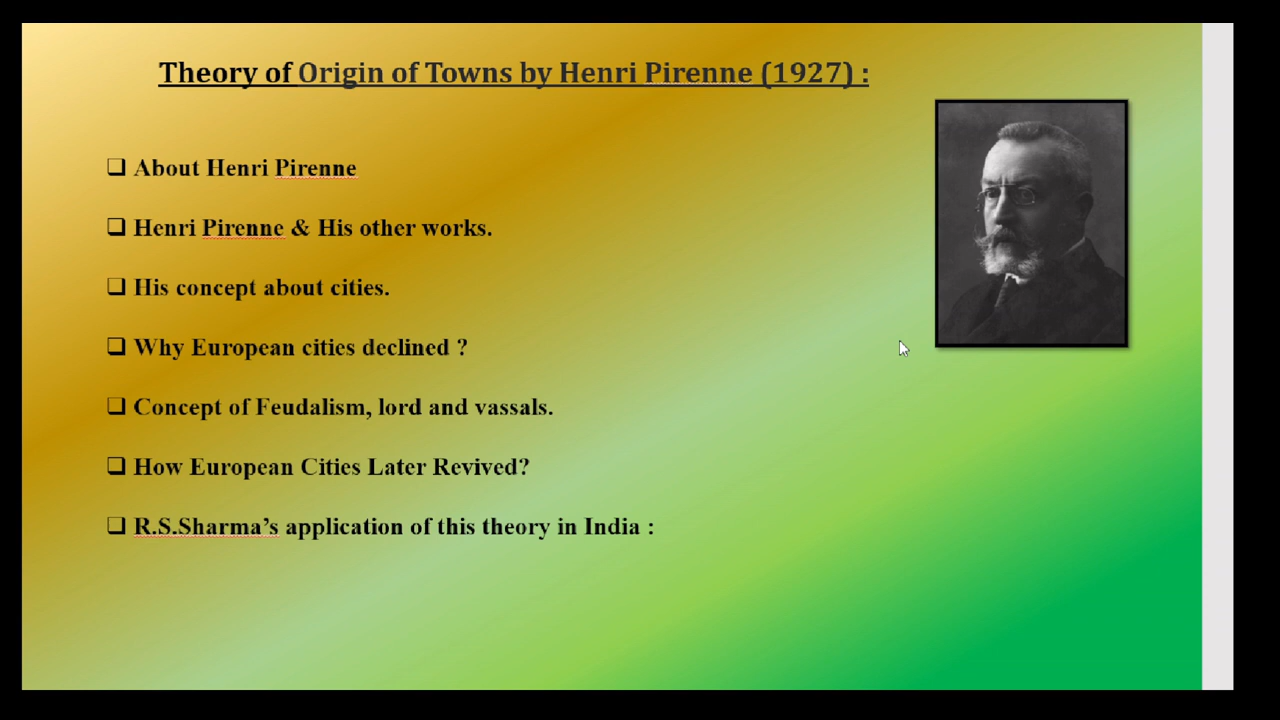 Theory of Origin of Towns by Henri Pirenne (1927) :
❑ About Henri Pirenne
❑ Henri Pirenne & His other works.
❑ His concept about cities.
❑ Why European cities declined ?
❑ Concept of Feudalism, lord and vassals.
❑ How European Cities Later Revived?
❑ R.S.Sharma’s application of this theory in India :